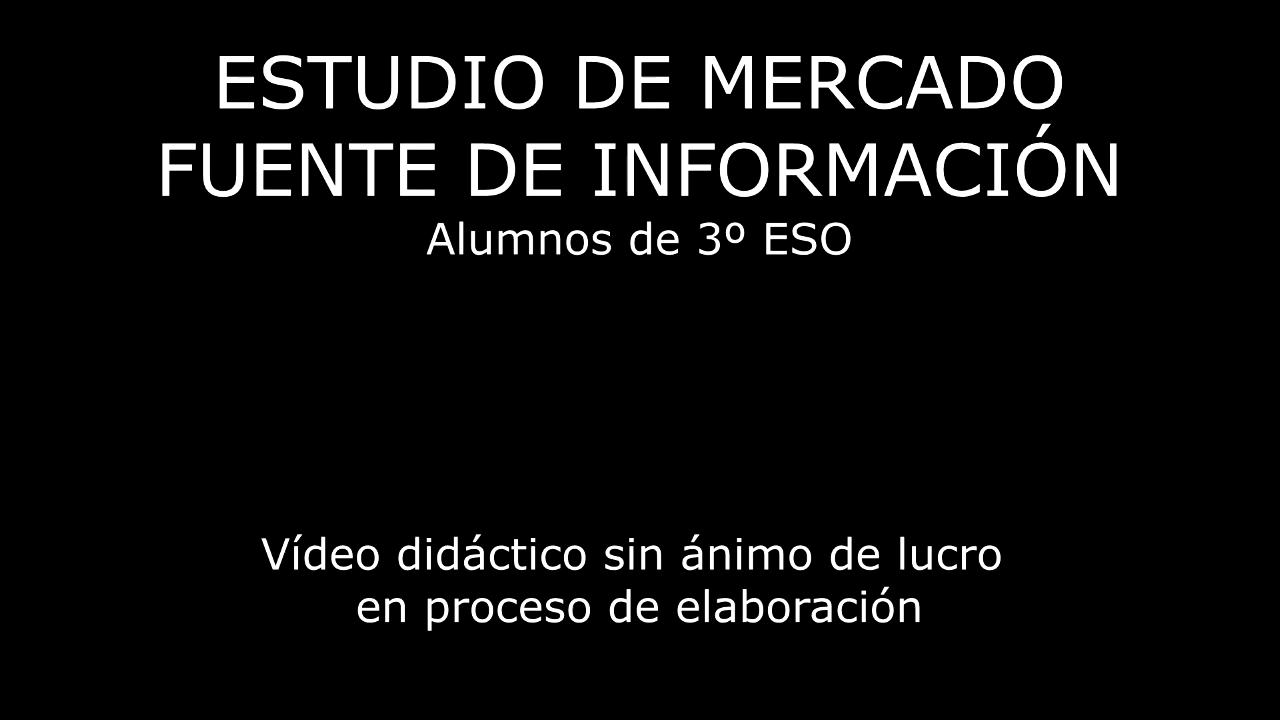 ESTUDIO DE MERCADO
FUENTE DE INFORMACIÓN
Alumnos de 3º ESO
Vídeo didáctico sin ánimo de lucro
en proceso de elaboración